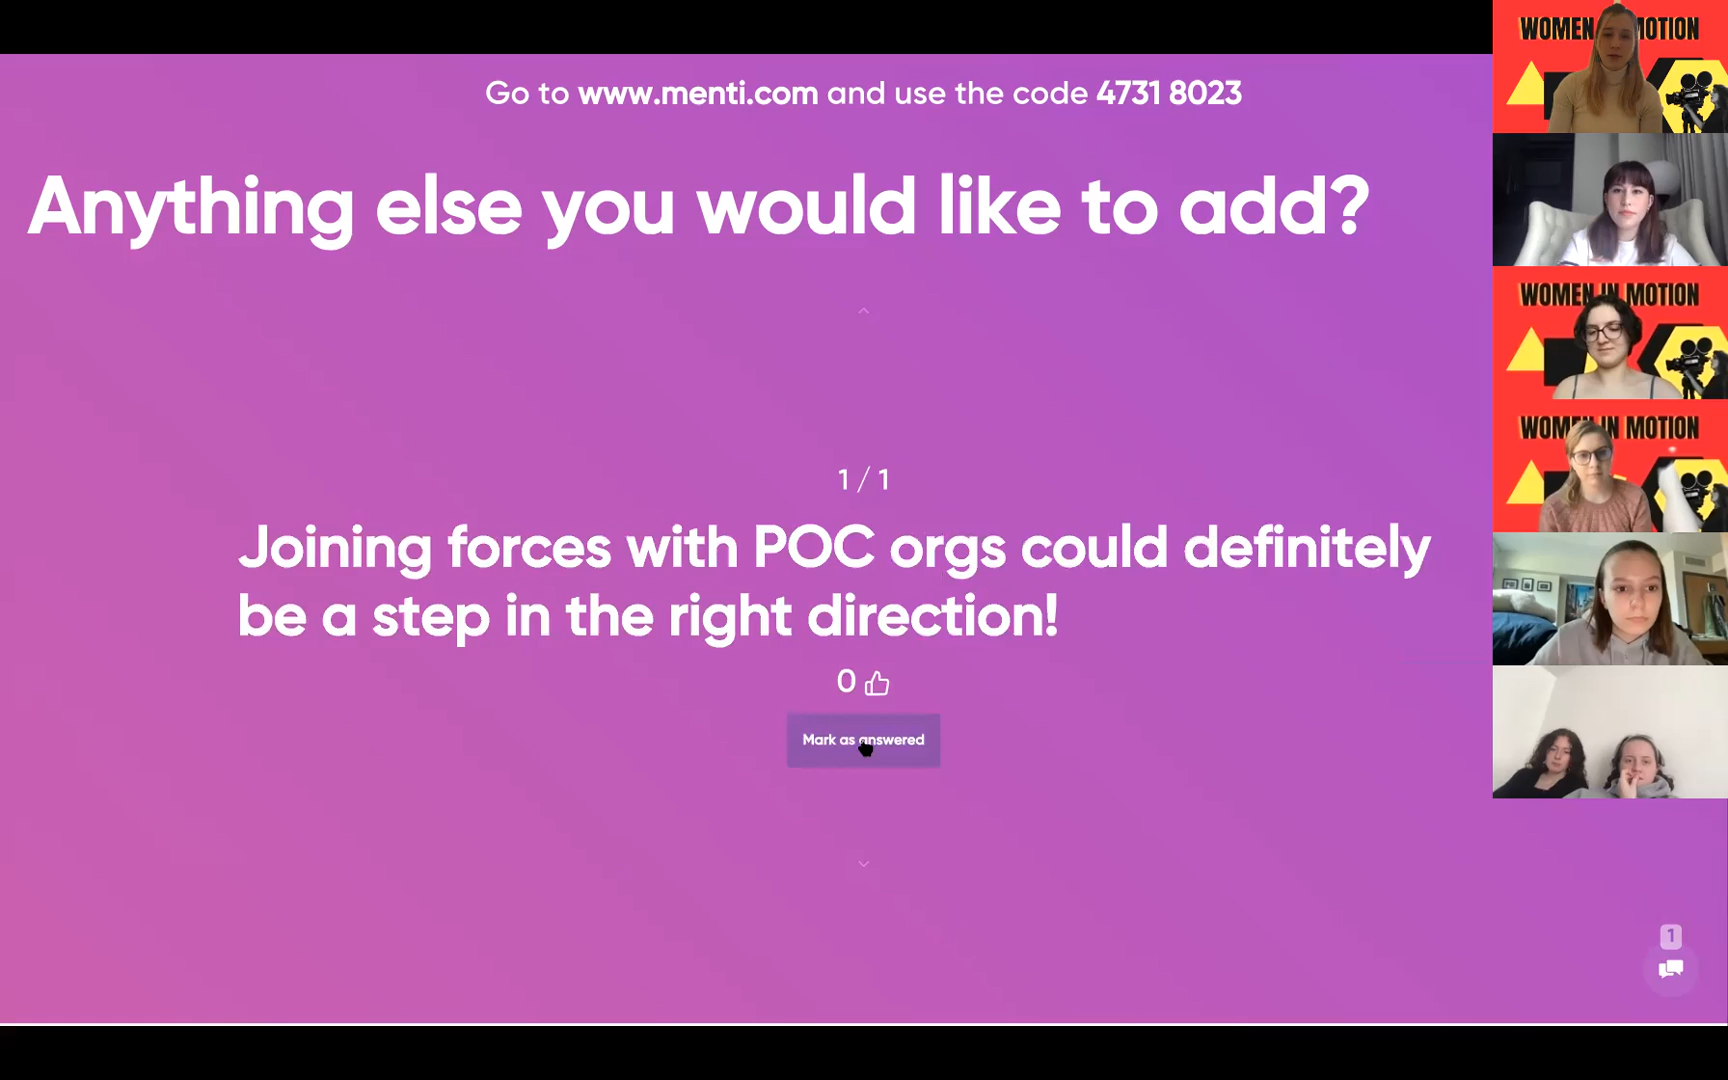 Go to www.menti.com and use the code 4731 8023
Anything else you would like to add?
1 / 1
Joining forces with POC orgs could definitely
be a step in the right direction!
0
Mark as answered
1
WOMEN MOTION
WOMEN IN MOTION
WOMEN IN MOTION